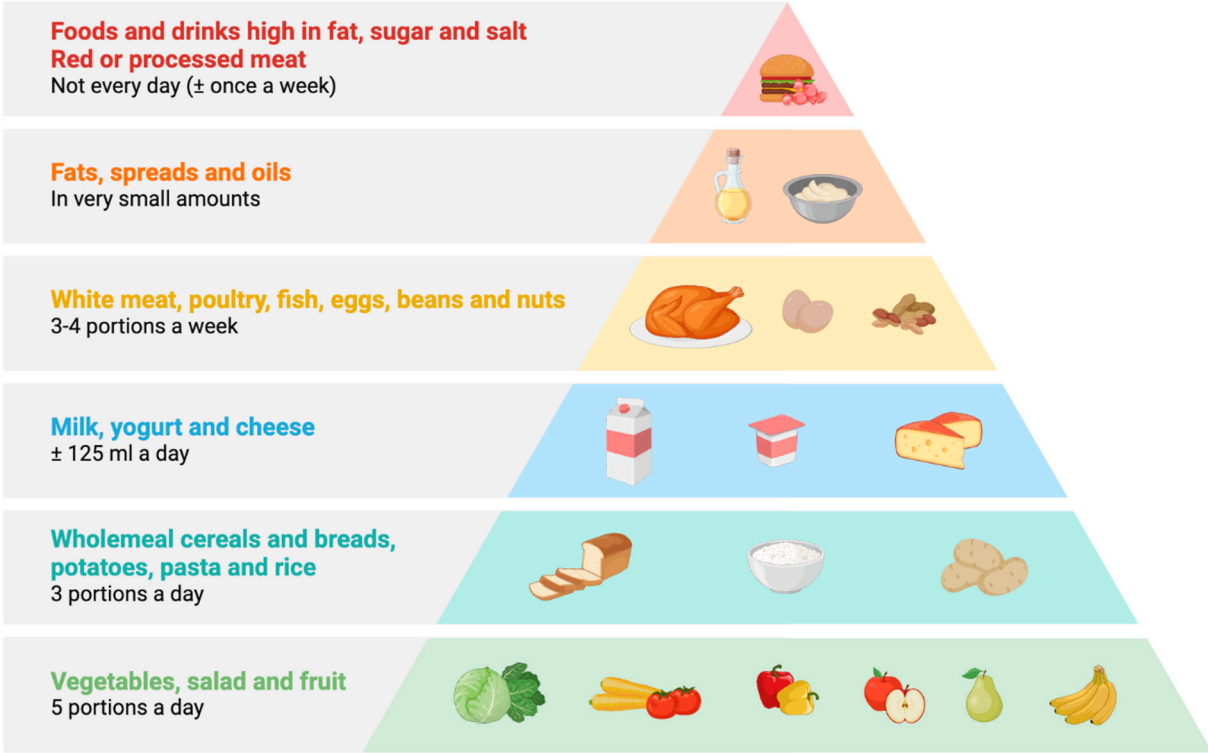 Foods and drinks high in fat, sugar and salt
Red or processed meat
Not every day (± once a week)
Fats, spreads and oils
In very small amounts
White meat, poultry, fish, eggs, beans and nuts
3-4 portions a week
Milk, yogurt and cheese
± 125 ml a day
Wholemeal cereals and breads,
potatoes, pasta and rice
3 portions a day
Vegetables, salad and fruit
5 portions a day